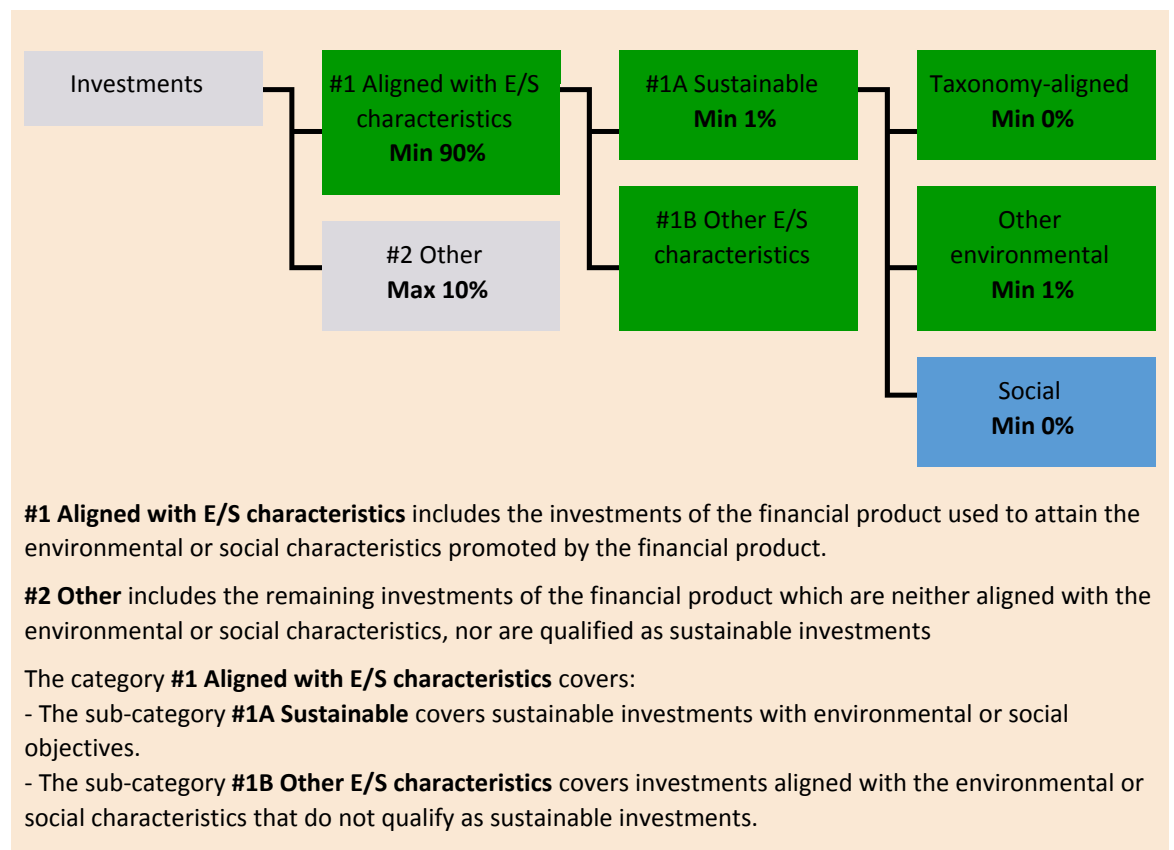 Investments
#1 Aligned with E/S
characteristics
Min 90%
#2 Other
Max 10%
#1A Sustainable
Min 1%
#1B Other E/S
characteristics
Taxonomy-aligned
Min 0%
Other
environmental
Min 1%
Social
Min 0%
#1 Aligned with E/S characteristics includes the investments of the financial product used to attain the
environmental or social characteristics promoted by the financial product.
#2 Other includes the remaining investments of the financial product which are neither aligned with the
environmental or social characteristics, nor are qualified as sustainable investments
The category #1 Aligned with E/S characteristics covers:
- The sub-category #1A Sustainable covers sustainable investments with environmental or social
objectives.
- The sub-category #1B Other E/S characteristics covers investments aligned with the environmental or
social characteristics that do not qualify as sustainable investments.